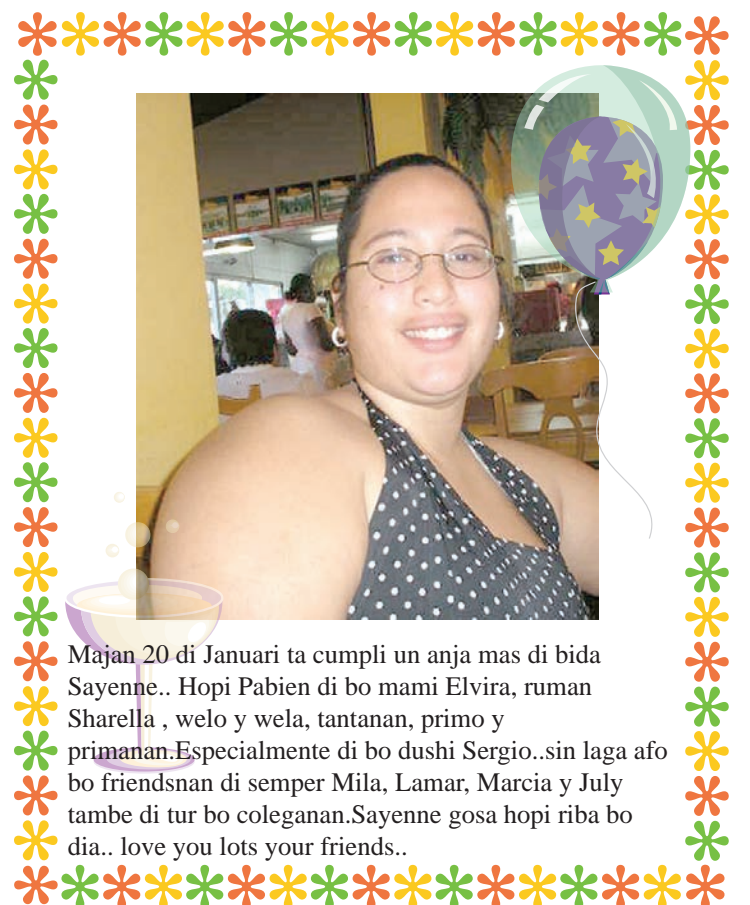 Majan 20 di Januari ta cumpli un anja mas di bida
Sayenne.. Hopi Pabien di bo mami Elvira, ruman
Sharella , welo y wela, tantanan, primo y
primanan.Especialmente di bo dushi Sergio..sin laga afo
bo friendsnan di semper Mila, Lamar, Marcia y July
tambe di tur bo coleganan.Sayenne gosa hopi riba bo
dia.. love you lots your friends..